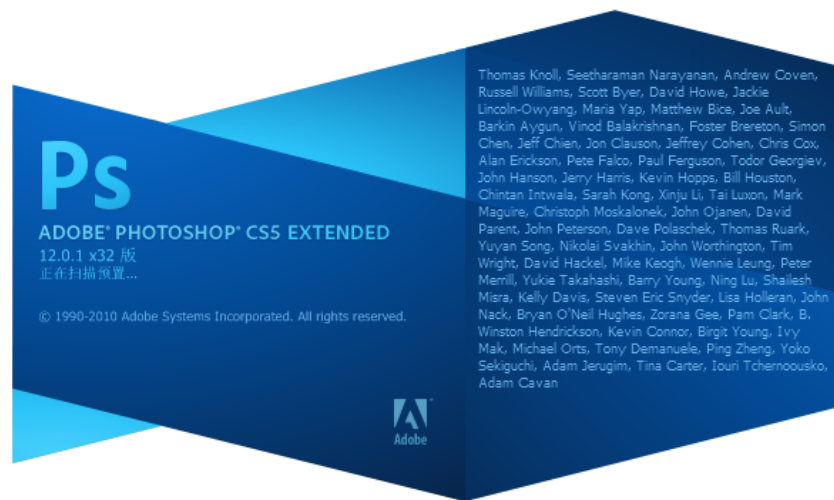 Ps
ADOBE® PHOTOSHOP® CS5 EXTENDED
12.0.1 x32 版
正在扫描预置...
© 1990-2010 Adobe Systems Incorporated. All rights reserved.
Adobe
Thomas Knoll, Seetharaman Narayanan, Andrew Coven,
Russell Williams, Scott Byer, David Howe, Jackie
Lincoln-Owyang, Maria Yap, Matthew Bice, Joe Ault,
Barkin Aygun, Vinod Balakrishnan, Foster Brereton, Simon
Chen, Jeff Chien, Jon Clauson, Jeffrey Cohen, Chris Cox,
Alan Erickson, Pete Falco, Paul Ferguson, Todor Georgiev,
John Hanson, Jerry Harris, Kevin Hopps, Bill Houston,
Chintan Intwala, Sarah Kong, Xinju Li, Tai Luxon, Mark
Maguire, Christoph Moskalonek, John Ojanen, David
Parent, John Peterson, Dave Polaschek, Thomas Ruark,
Yuyan Song, Nikolai Svakhin, John Worthington, Tim
Wright, David Hackel, Mike Keogh, Wennie Leung, Peter
Merrill, Yukie Takahashi, Barry Young, Ning Lu, Shailesh
Misra, Kelly Davis, Steven Eric Snyder, Lisa Holleran, John
Nack, Bryan O'Neil Hughes, Zorana Gee, Pam Clark, B.
Winston Hendrickson, Kevin Connor, Birgit Young, Ivy
Mak, Michael Orts, Tony Demanuele, Ping Zheng, Yoko
Sekiguchi, Adam Jerugim, Tina Carter, Iouri Tchernoousko,
Adam Cavan